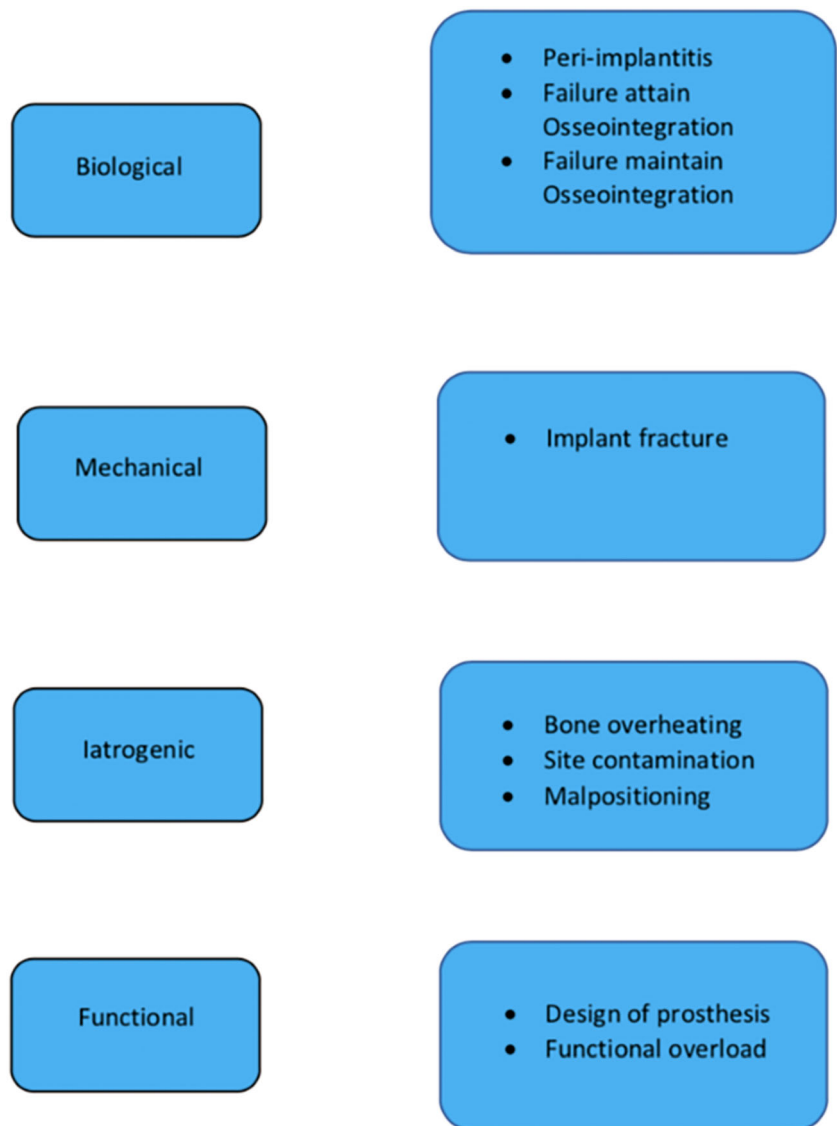 Biological
• Peri-implantitis
• Failure attain
Osseointegration
• Failure maintain
Osseointegration
Mechanical
• Implant fracture
Iatrogenic
• Bone overheating
• Site contamination
• Malpositioning
Functional
• Design of prosthesis
• Functional overload